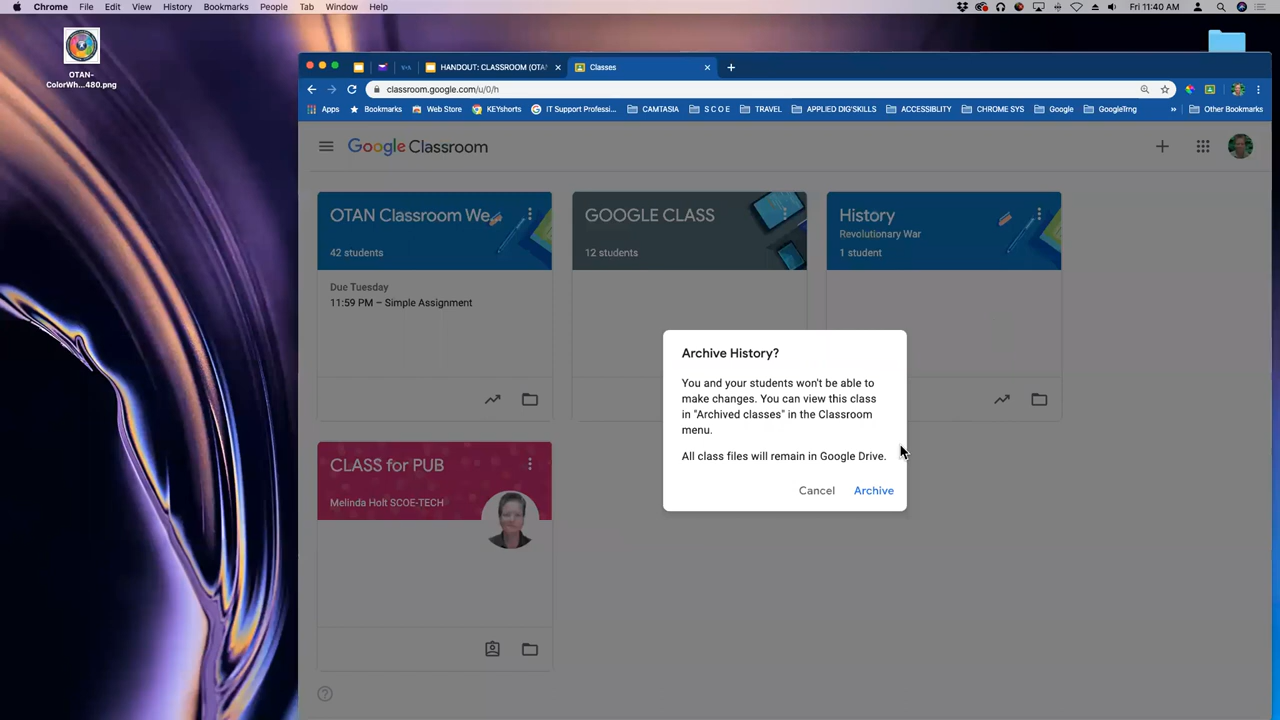 Chrome File Edit View History Bookmarks People Tab Window Help
Fri 11:40 AM
OTAN-
ColorWh...480.png
HANDOUT: CLASSROOM (OTA
Classes
classroom.google.com/u/0/h
Apps Bookmarks Web Store KEYshorts IT Support Professi... CAMTASIA S C O E TRAVEL APPLIED DIG'SKILLS ACCESSIBLITY CHROME SYS Google GoogleTrng » Other Bookmarks
Google Classroom
OTAN Classroom We...
42 students
Due Tuesday
11:59 PM – Simple Assignment
GOOGLE CLASS
12 students
History
Revolutionary War
1 student
Archive History?
You and your students won't be able to
make changes. You can view this class
in "Archived classes" in the Classroom
menu.
All class files will remain in Google Drive.
Cancel Archive
CLASS for PUB
Melinda Holt SCOE-TECH